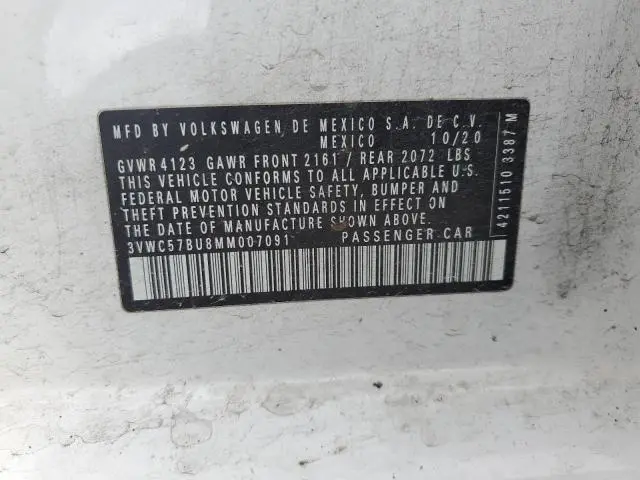 MFD BY VOLKSWAGEN DE MEXICO S.A. DE C.V.
MEXICO 10/20
GVWR 4123 GAWR FRONT 2161 / REAR 2072 LBS
THIS VEHICLE CONFORMS TO ALL APPLICABLE U.S.
FEDERAL MOTOR VEHICLE SAFETY, BUMPER AND
THEFT PREVENTION STANDARDS IN EFFECT ON
THE DATE OF MANUFACTURE SHOWN ABOVE
3VWC57BU8MM007091 PASSENGER CAR
4211510 3387 M